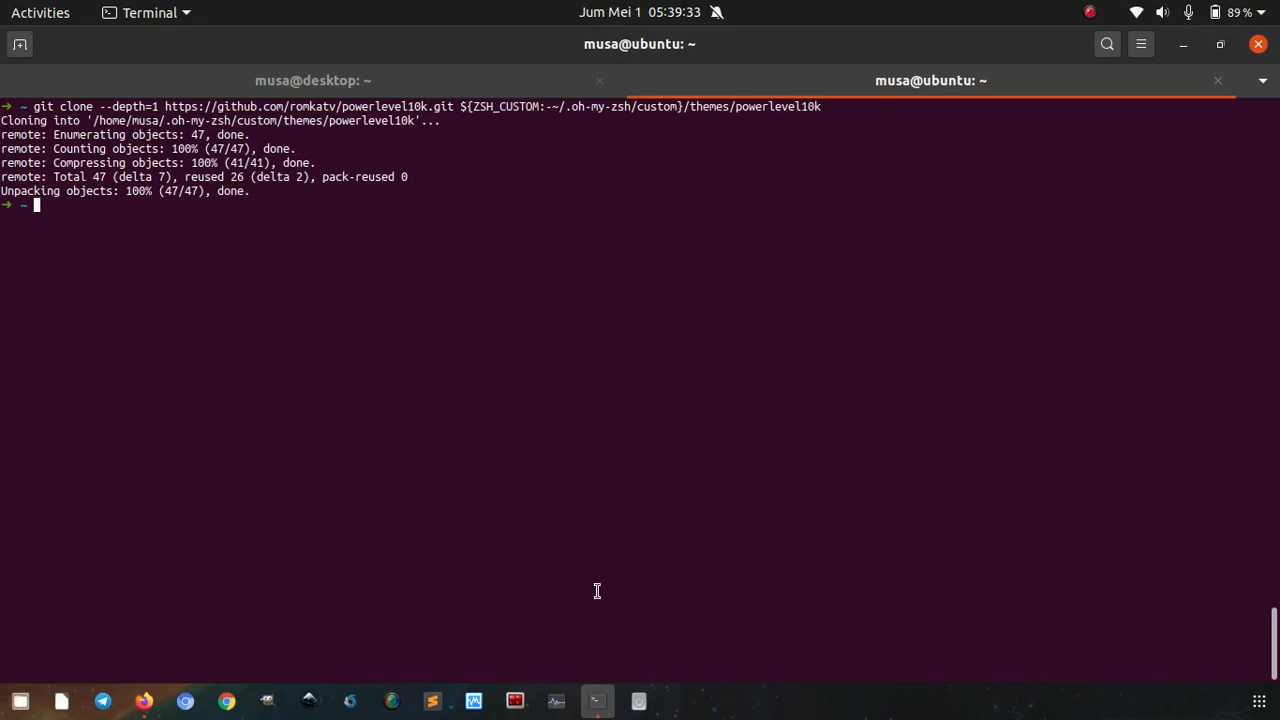 Activities
Terminal
Jum Mei 1 05:39:33
89 %
musa@ubuntu: ~
musa@desktop: ~
musa@ubuntu: ~
➜ ~ git clone --depth=1 https://github.com/romkatv/powerlevel10k.git ${ZSH_CUSTOM:-~/.oh-my-zsh/custom}/themes/powerlevel10k
Cloning into '/home/musa/.oh-my-zsh/custom/themes/powerlevel10k'...
remote: Enumerating objects: 47, done.
remote: Counting objects: 100% (47/47), done.
remote: Compressing objects: 100% (41/41), done.
remote: Total 47 (delta 7), reused 26 (delta 2), pack-reused 0
Unpacking objects: 100% (47/47), done.
➜ ~